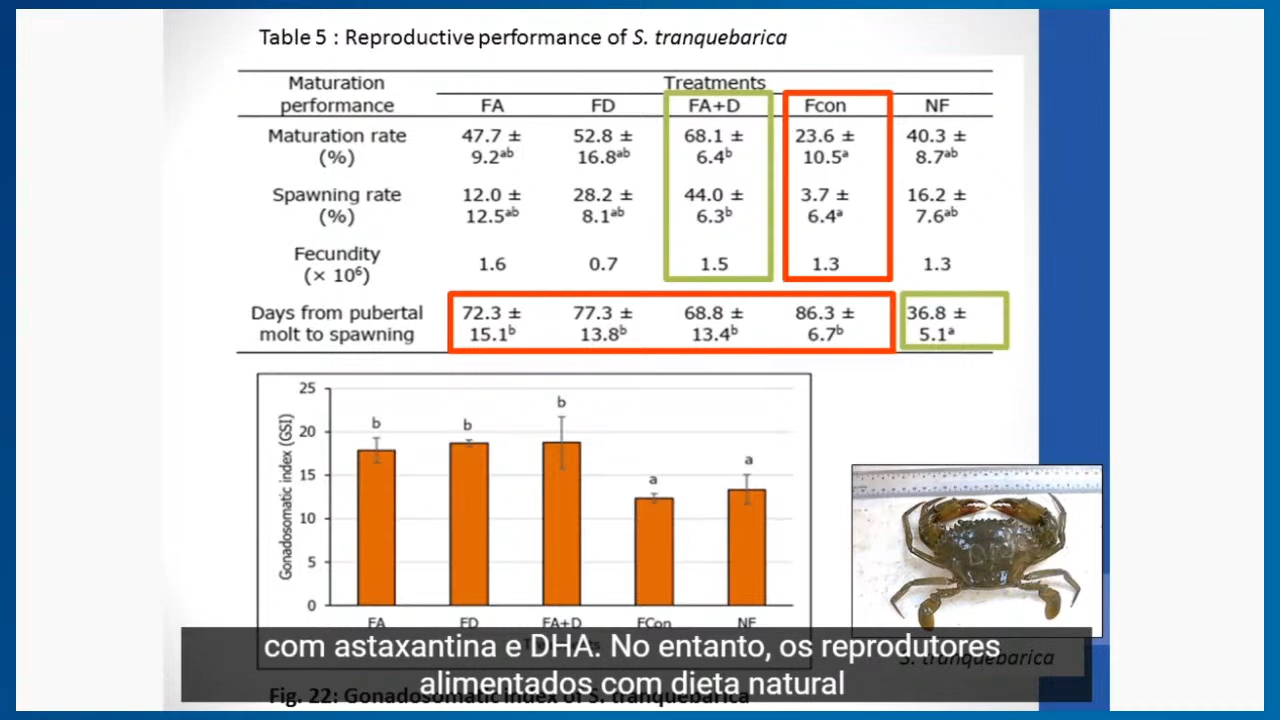 Table 5 : Reproductive performance of S. tranquebarica
Maturation performance
Treatments
FA FD FA+D Fcon NF
Maturation rate (%)
47.7 ± 9.2ᵃᵇ 52.8 ± 16.8ᵃᵇ 68.1 ± 6.4ᵇ 23.6 ± 10.5ᵃ 40.3 ± 8.7ᵃᵇ
Spawning rate (%)
12.0 ± 12.5ᵃᵇ 28.2 ± 8.1ᵃᵇ 44.0 ± 6.3ᵇ 3.7 ± 6.4ᵃ 16.2 ± 7.6ᵃᵇ
Fecundity (× 10⁶)
1.6 0.7 1.5 1.3 1.3
Days from pubertal molt to spawning
72.3 ± 15.1ᵇ 77.3 ± 13.8ᵇ 68.8 ± 13.4ᵇ 86.3 ± 6.7ᵇ 36.8 ± 5.1ᵃ
Gonadosomatic index (GSI)
25
20
15
10
5
0
b b b a a
FA FD FA+D FCon NF
S. tranquebarica
com astaxantina e DHA. No entanto, os reprodutores
alimentados com dieta natural
Fig. 22: Gonadosomatic index of S. tranquebarica